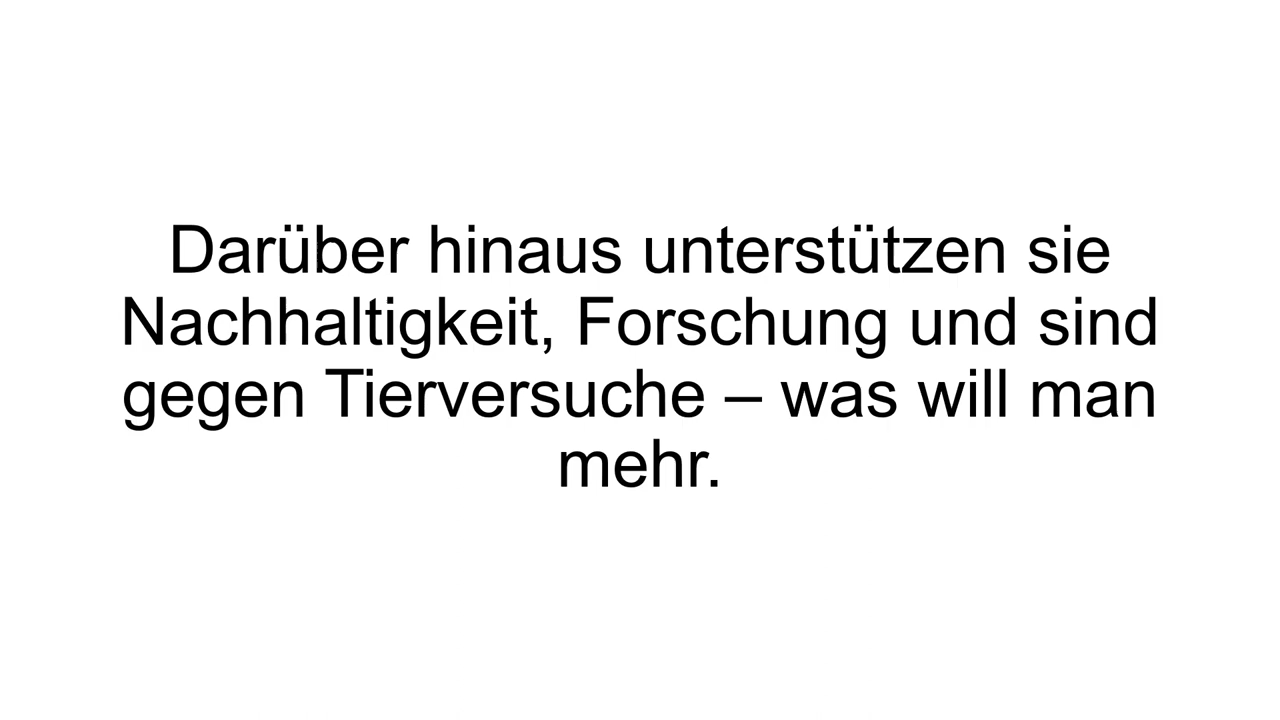 Darüber hinaus unterstützen sie
Nachhaltigkeit, Forschung und sind
gegen Tierversuche – was will man
mehr.